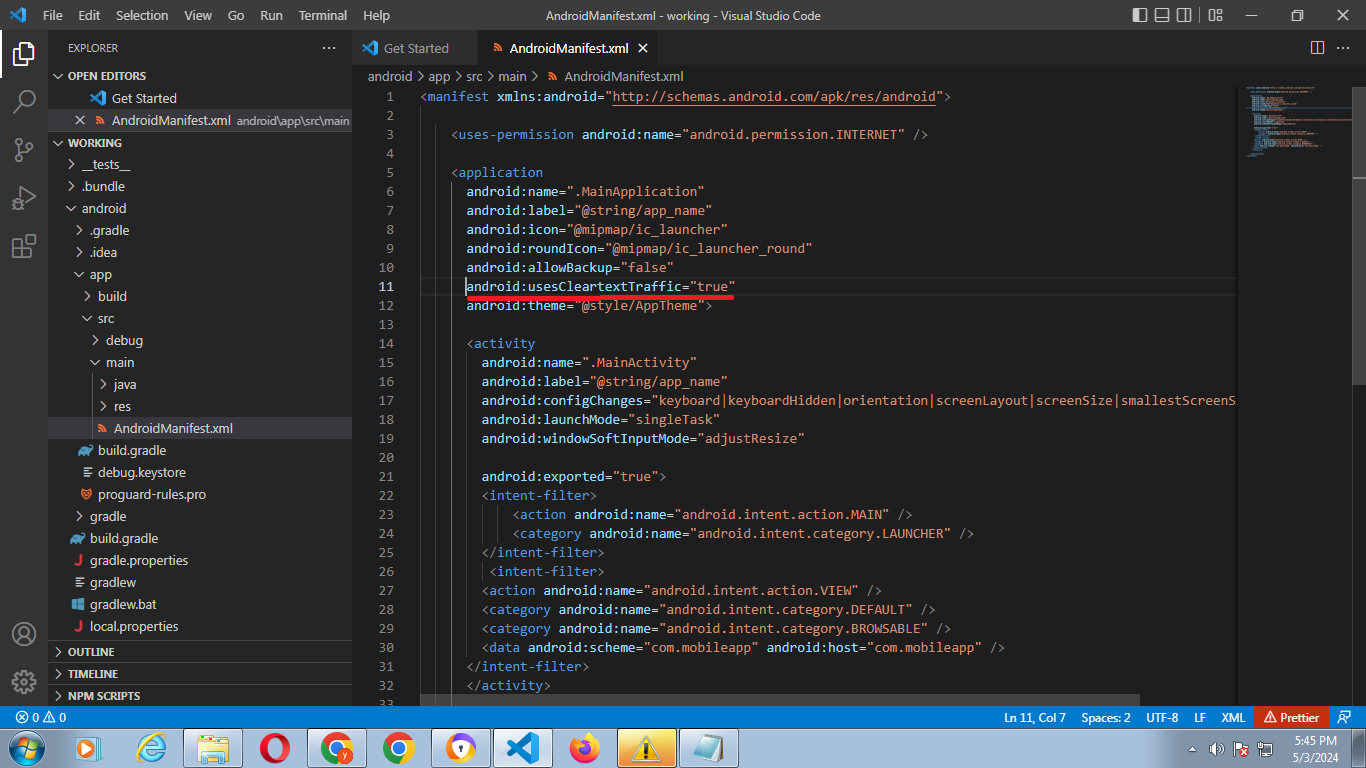 File Edit Selection View Go Run Terminal Help AndroidManifest.xml - working - Visual Studio Code
EXPLORER
OPEN EDITORS
Get Started
AndroidManifest.xml android\app\src\main
WORKING
__tests__
.bundle
android
.gradle
.idea
app
build
src
debug
main
java
res
AndroidManifest.xml
build.gradle
debug.keystore
proguard-rules.pro
gradle
build.gradle
gradle.properties
gradlew
gradlew.bat
local.properties
OUTLINE
TIMELINE
NPM SCRIPTS
Get Started AndroidManifest.xml
android > app > src > main > AndroidManifest.xml
1 <manifest xmlns:android="http://schemas.android.com/apk/res/android">
2
3 <uses-permission android:name="android.permission.INTERNET" />
4
5 <application
6 android:name=".MainApplication"
7 android:label="@string/app_name"
8 android:icon="@mipmap/ic_launcher"
9 android:roundIcon="@mipmap/ic_launcher_round"
10 android:allowBackup="false"
11 android:usesCleartextTraffic="true"
12 android:theme="@style/AppTheme">
13
14 <activity
15 android:name=".MainActivity"
16 android:label="@string/app_name"
17 android:configChanges="keyboard|keyboardHidden|orientation|screenLayout|screenSize|smallestScreenS
18 android:launchMode="singleTask"
19 android:windowSoftInputMode="adjustResize"
20
21 android:exported="true">
22 <intent-filter>
23 <action android:name="android.intent.action.MAIN" />
24 <category android:name="android.intent.category.LAUNCHER" />
25 </intent-filter>
26 <intent-filter>
27 <action android:name="android.intent.action.VIEW" />
28 <category android:name="android.intent.category.DEFAULT" />
29 <category android:name="android.intent.category.BROWSABLE" />
30 <data android:scheme="com.mobileapp" android:host="com.mobileapp" />
31 </intent-filter>
32 </activity>
33
0 0 Ln 11, Col 7 Spaces: 2 UTF-8 LF XML Prettier
5:45 PM
5/3/2024